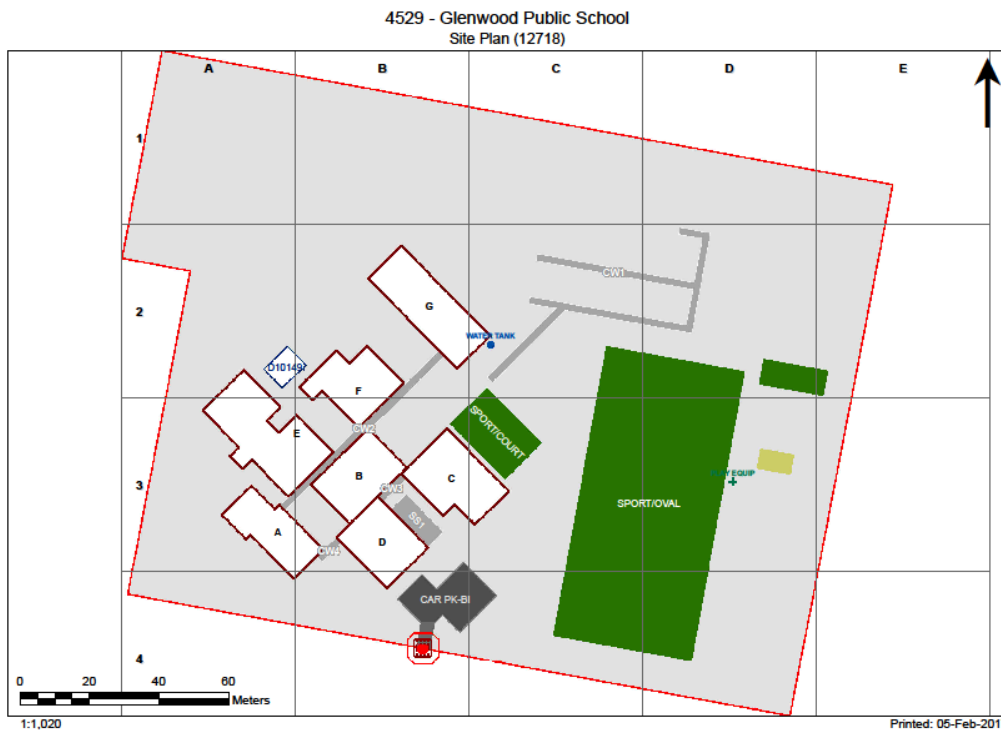 4529 - Glenwood Public School
Site Plan (12718)
A B C D E
1
CW1
2
G
WATER TANK
D10149
F
E
CW2
SPORT/COURT
3
B
C
CW3
PLAY EQUIP
SS1
SPORT/OVAL
A
D
CW4
CAR PK-BI
4
0 20 40 60
Meters
1:1,020
Printed: 05-Feb-201